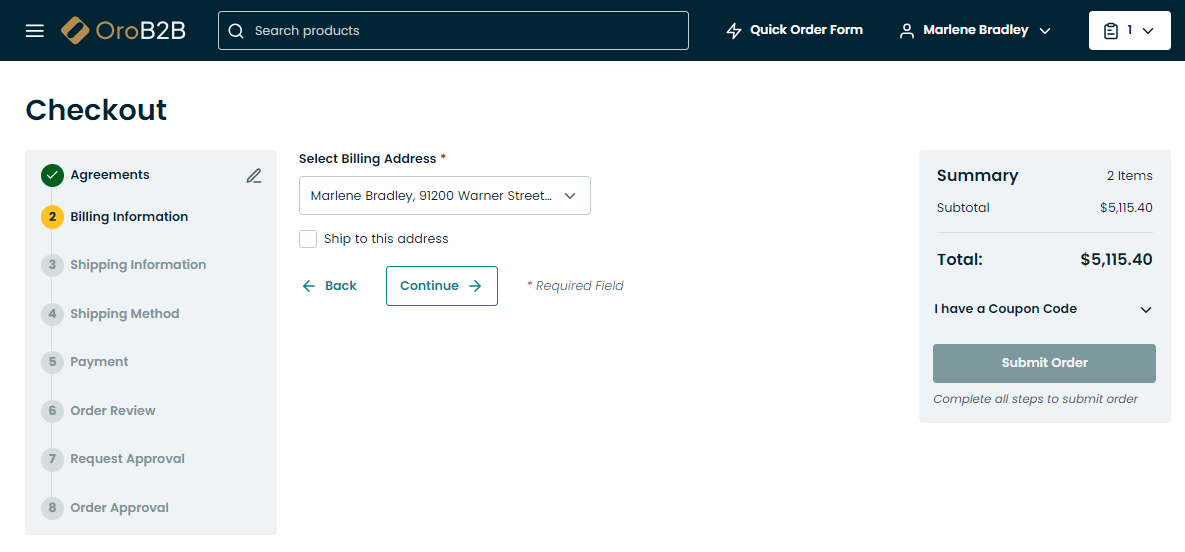 OroB2B
Search products
Quick Order Form
Marlene Bradley
1
Checkout
Agreements
2 Billing Information
3 Shipping Information
4 Shipping Method
5 Payment
6 Order Review
7 Request Approval
8 Order Approval
Select Billing Address *
Marlene Bradley, 91200 Warner Street...
Ship to this address
Back
Continue
* Required Field
Summary 2 Items
Subtotal $5,115.40
Total: $5,115.40
I have a Coupon Code
Submit Order
Complete all steps to submit order